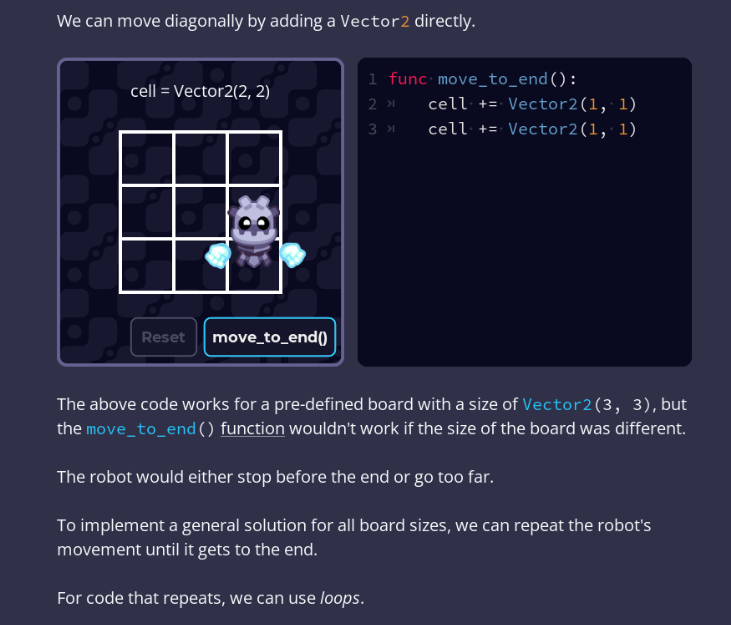 We can move diagonally by adding a Vector2 directly.
cell = Vector2(2, 2)
Reset
move_to_end()
1 func move_to_end():
2 cell += Vector2(1, 1)
3 cell += Vector2(1, 1)
The above code works for a pre-defined board with a size of Vector2(3, 3), but
the move_to_end() function wouldn't work if the size of the board was different.
The robot would either stop before the end or go too far.
To implement a general solution for all board sizes, we can repeat the robot's
movement until it gets to the end.
For code that repeats, we can use loops.